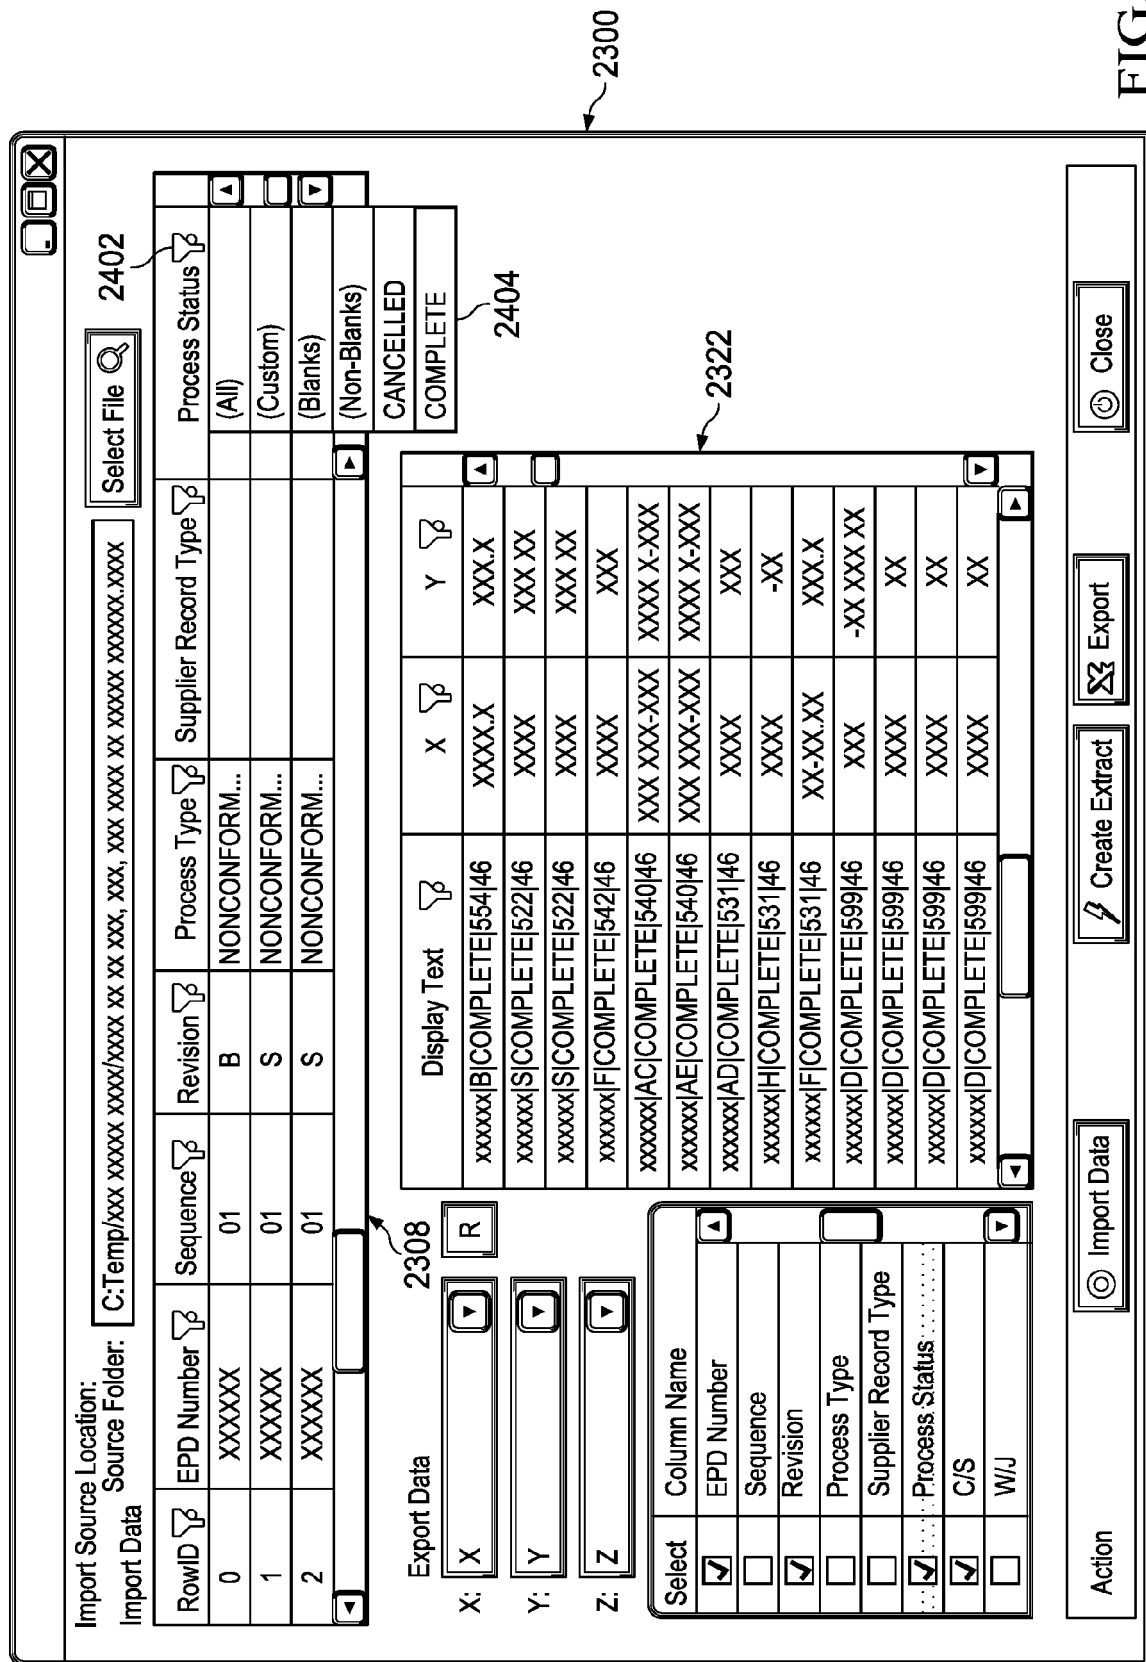 Import Source Location:
Source Folder: C:Temp/xxx xxxxx xxxx/xxxx xx xx xxx, xxx xxxx xx xxxxx xxxxxx.xxxx Select File
Import Data
2402
RowID EPD Number Sequence Revision Process Type Supplier Record Type Process Status
0 XXXXXX 01 B NONCONFORM... (All)
1 XXXXXX 01 S NONCONFORM... (Custom)
2 XXXXXX 01 S NONCONFORM... (Blanks)
(Non-Blanks)
CANCELLED
COMPLETE
2404
2308
Export Data
X: X R
Y: Y
Z: Z
Select Column Name
EPD Number
Sequence
Revision
Process Type
Supplier Record Type
Process Status
C/S
W/J
Display Text X Y
xxxxxx|B|COMPLETE|554|46 XXXX.X XXX.X
xxxxxx|S|COMPLETE|522|46 XXXX XXX XX
xxxxxx|S|COMPLETE|522|46 XXXX XXX XX
xxxxxx|F|COMPLETE|542|46 XXXX XXX
xxxxxx|AC|COMPLETE|540|46 XXX XXX-XXX XXXX X-XXX
xxxxxx|AE|COMPLETE|540|46 XXX XXX-XXX XXXX X-XXX
xxxxxx|AD|COMPLETE|531|46 XXXX XXX
xxxxxx|H|COMPLETE|531|46 XXXX -XX
xxxxx|F|COMPLETE|531|46 XX-XX.XX XXX.X
xxxxxx|D|COMPLETE|599|46 XXX -XX XXX XX
xxxxxx|D|COMPLETE|599|46 XXXX XX
xxxxxx|D|COMPLETE|599|46 XXXX XX
xxxxxx|D|COMPLETE|599|46 XXXX XX
2322
Action Import Data Create Extract Export Close
2300
FIG.